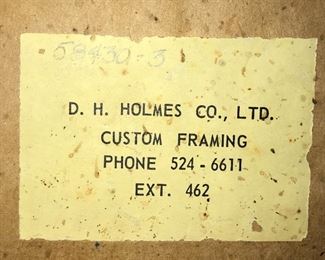 58430-3
D. H. HOLMES CO., LTD.
CUSTOM FRAMING
PHONE 524-6611
EXT. 462